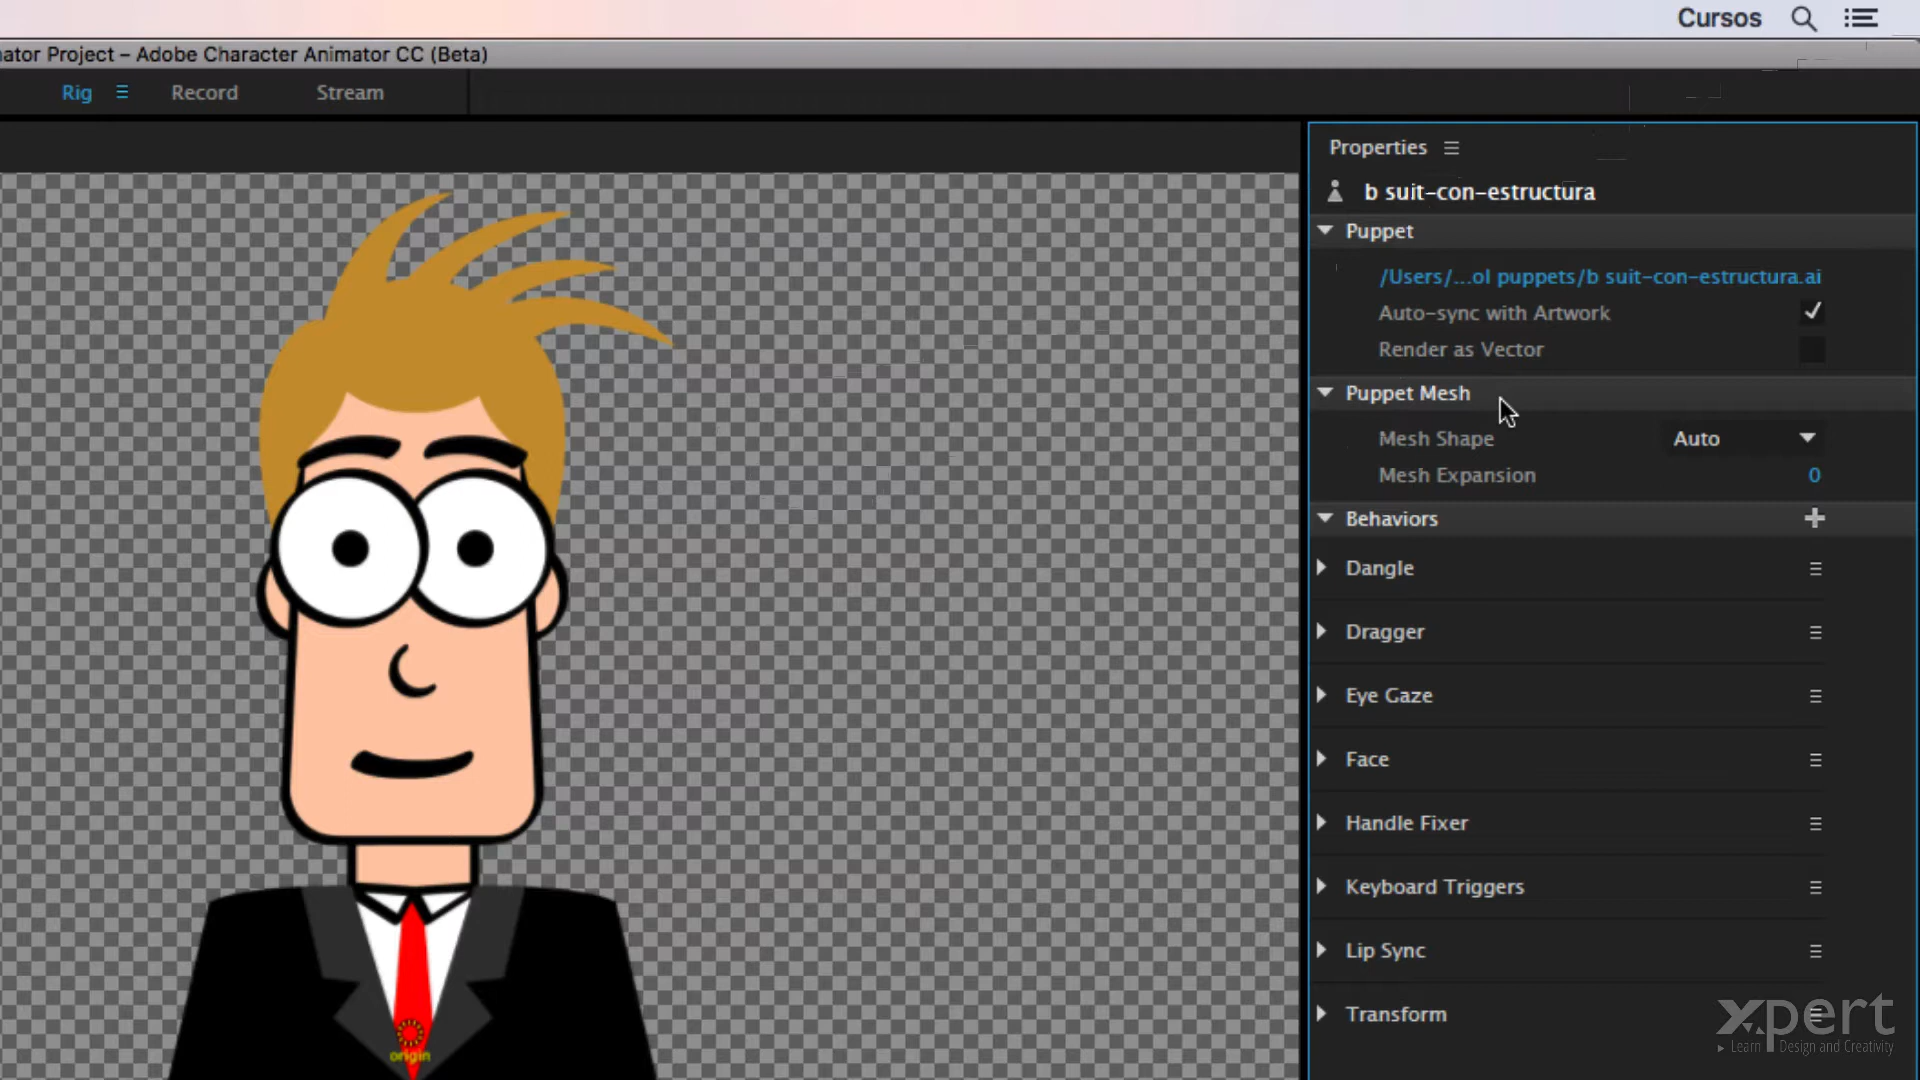 Cursos
ator Project – Adobe Character Animator CC (Beta)
Rig
Record
Stream
Properties
b suit-con-estructura
Puppet
/Users/...ol puppets/b suit-con-estructura.ai
Auto-sync with Artwork
Render as Vector
Puppet Mesh
Mesh Shape
Auto
Mesh Expansion
0
Behaviors
Dangle
Dragger
Eye Gaze
Face
Handle Fixer
Keyboard Triggers
Lip Sync
Transform
origin
xpert
Learn Design and Creativity